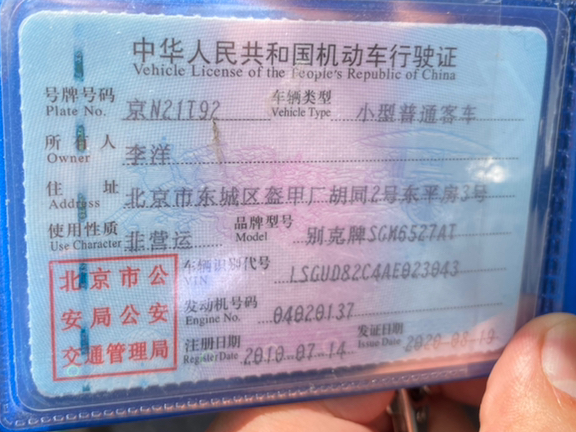 中华人民共和国机动车行驶证
Vehicle License of the People's Republic of China
号牌号码 京N21T92 车辆类型 小型普通客车
Plate No. Vehicle Type
所有人 李洋
Owner
住址 北京市东城区盔甲厂胡同2号东平房3号
Address
使用性质 非营运 品牌型号 别克牌SGM6527AT
Use Character Model
车辆识别代号 LSGUD82C4AE023043
VIN
发动机号码 04020137
Engine No.
注册日期 2010-07-14 发证日期
Register Date Issue Date
北京市公
安局公安
交通管理局